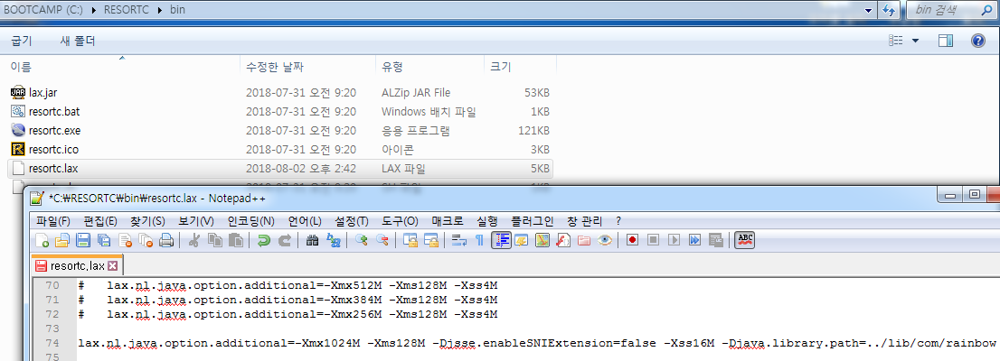 BOOTCAMP (C:) ▶ RESORTC ▶ bin
bin 검색
굽기 새 폴더
이름 수정한 날짜 유형 크기
lax.jar 2018-07-31 오전 9:20 ALZip JAR File 53KB
resortc.bat 2018-07-31 오전 9:20 Windows 배치 파일 1KB
resortc.exe 2018-07-31 오전 9:20 응용 프로그램 121KB
resortc.ico 2018-07-31 오전 9:20 아이콘 3KB
resortc.lax 2018-08-02 오후 2:42 LAX 파일 5KB
*C:\RESORTC\bin\resortc.lax - Notepad++
파일(F) 편집(E) 찾기(S) 보기(V) 인코딩(N) 언어(L) 설정(T) 도구(O) 매크로 실행 플러그인 창 관리 ?
ABC
resortc.lax
70 # lax.nl.java.option.additional=-Xmx512M -Xms128M -Xss4M
71 # lax.nl.java.option.additional=-Xmx384M -Xms128M -Xss4M
72 # lax.nl.java.option.additional=-Xmx256M -Xms128M -Xss4M
73
74 lax.nl.java.option.additional=-Xmx1024M -Xms128M -Djsse.enableSNIExtension=false -Xss16M -Djava.library.path=../lib/com/rainbow
75